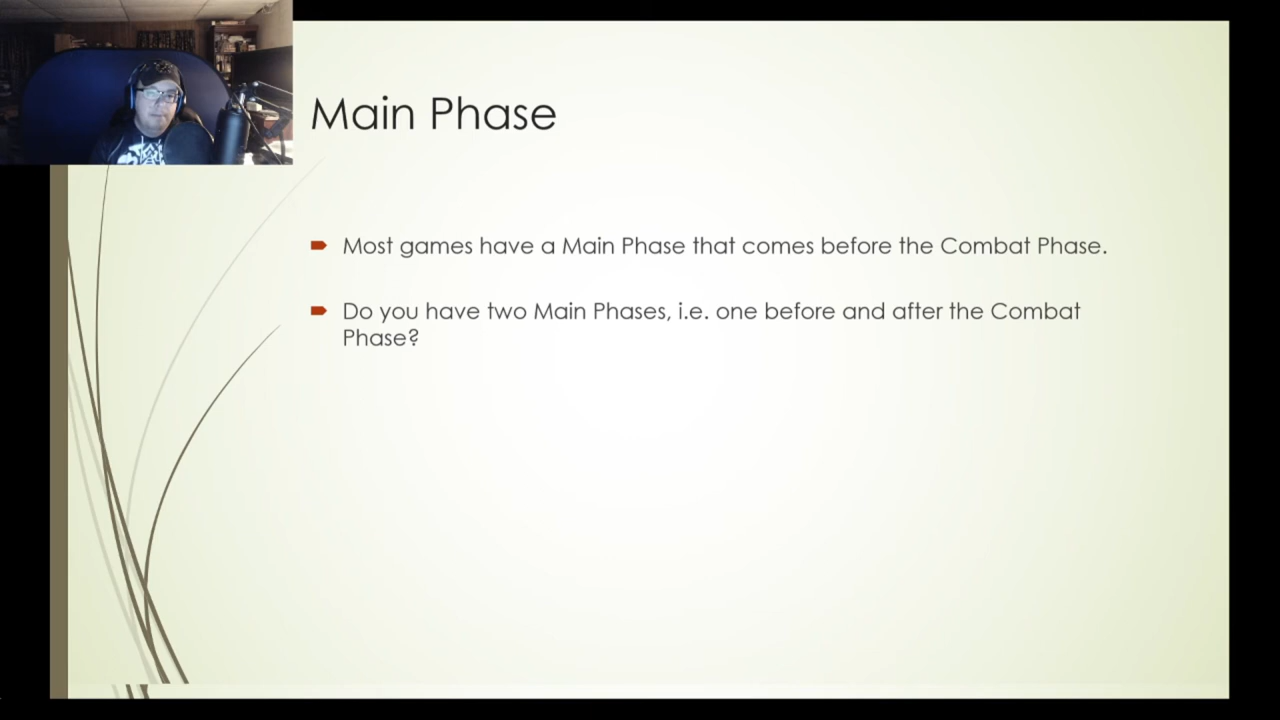 Main Phase
Most games have a Main Phase that comes before the Combat Phase.
Do you have two Main Phases, i.e. one before and after the Combat
Phase?